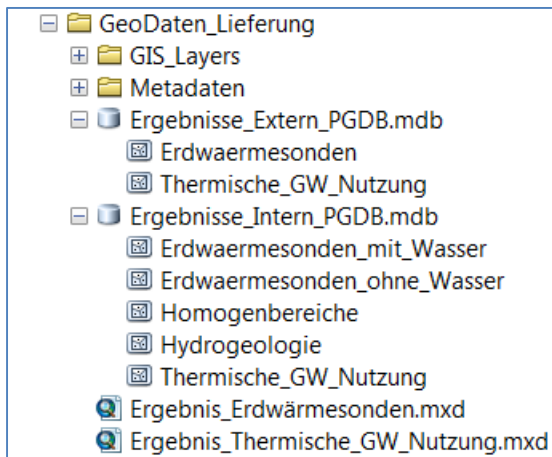 GeoDaten_Lieferung
GIS_Layers
Metadaten
Ergebnisse_Extern_PGDB.mdb
Erdwaermesonden
Thermische_GW_Nutzung
Ergebnisse_Intern_PGDB.mdb
Erdwaermesonden_mit_Wasser
Erdwaermesonden_ohne_Wasser
Homogenbereiche
Hydrogeologie
Thermische_GW_Nutzung
Ergebnis_Erdwärmesonden.mxd
Ergebnis_Thermische_GW_Nutzung.mxd